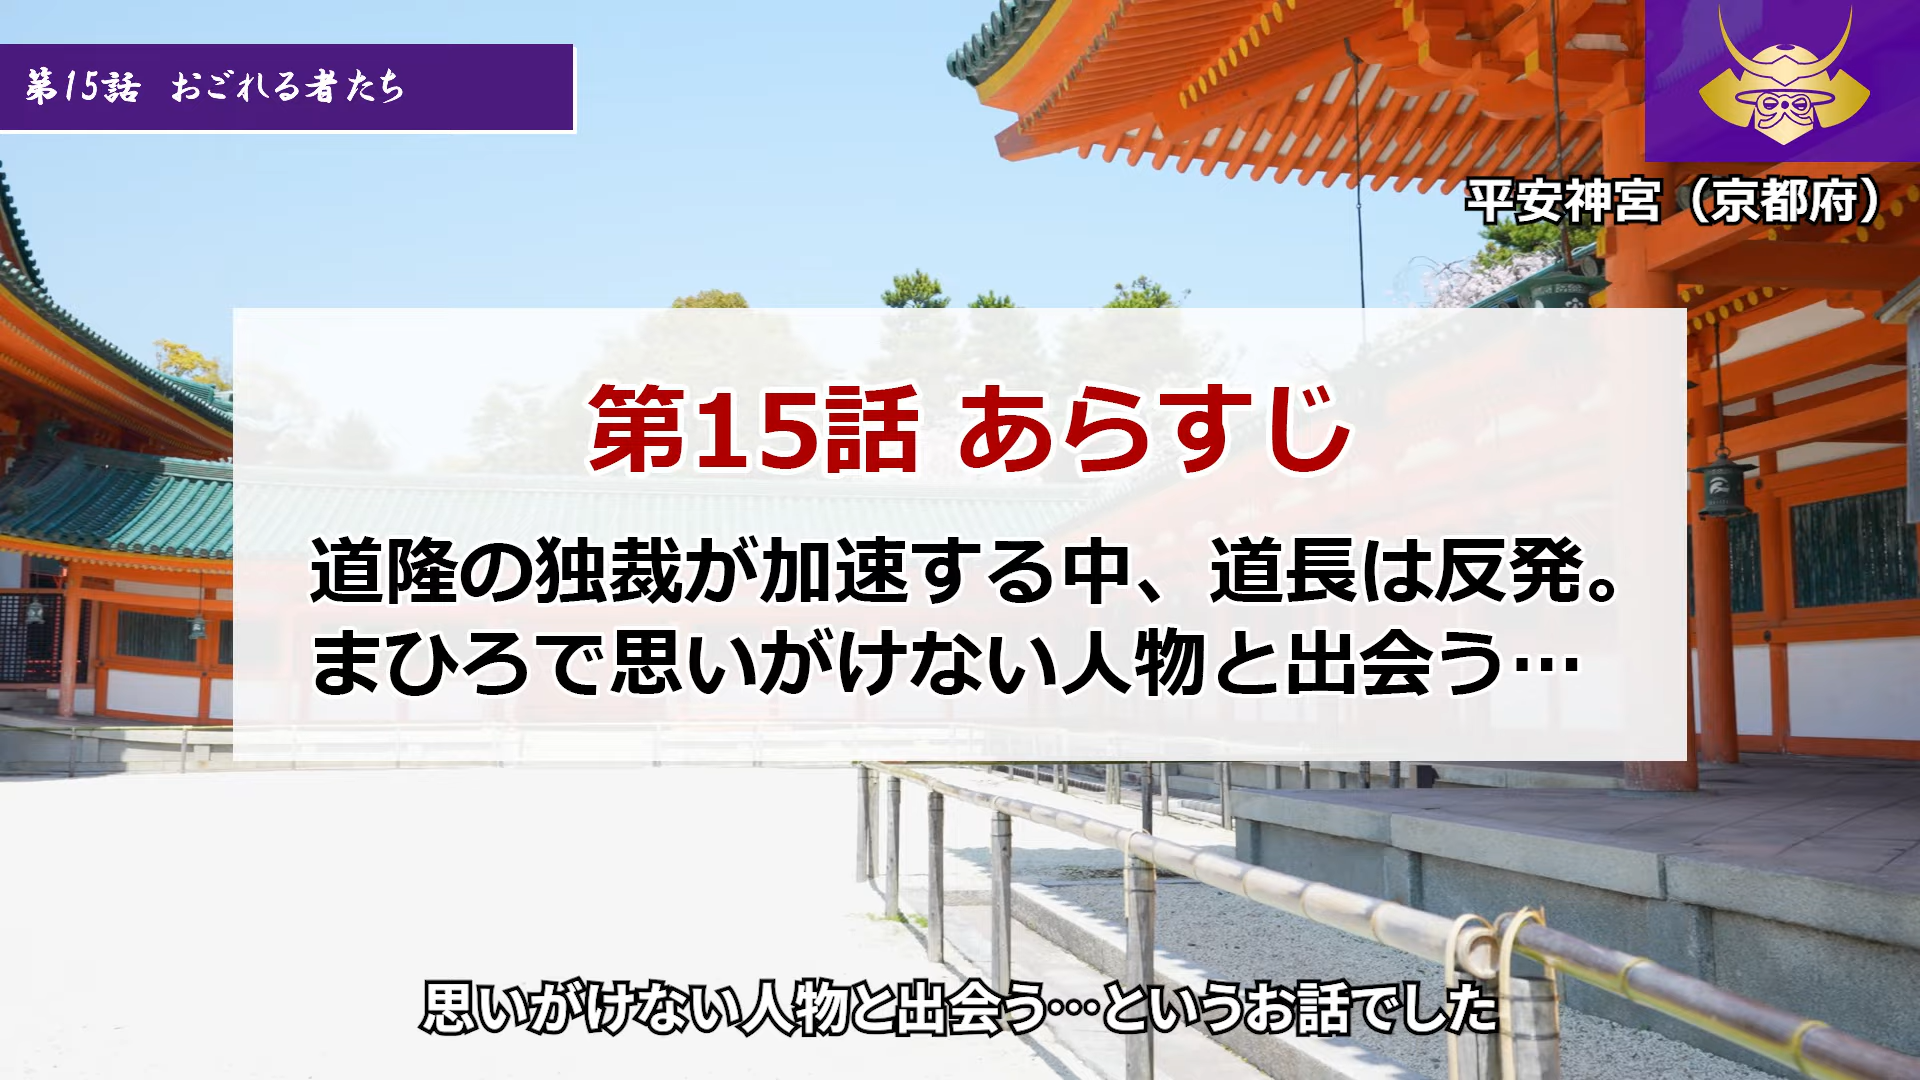 第15話 おごれる者たち
平安神宮（京都府）
第15話 あらすじ
道隆の独裁が加速する中、道長は反発。
まひろで思いがけない人物と出会う…
思いがけない人物と出会う…というお話でした